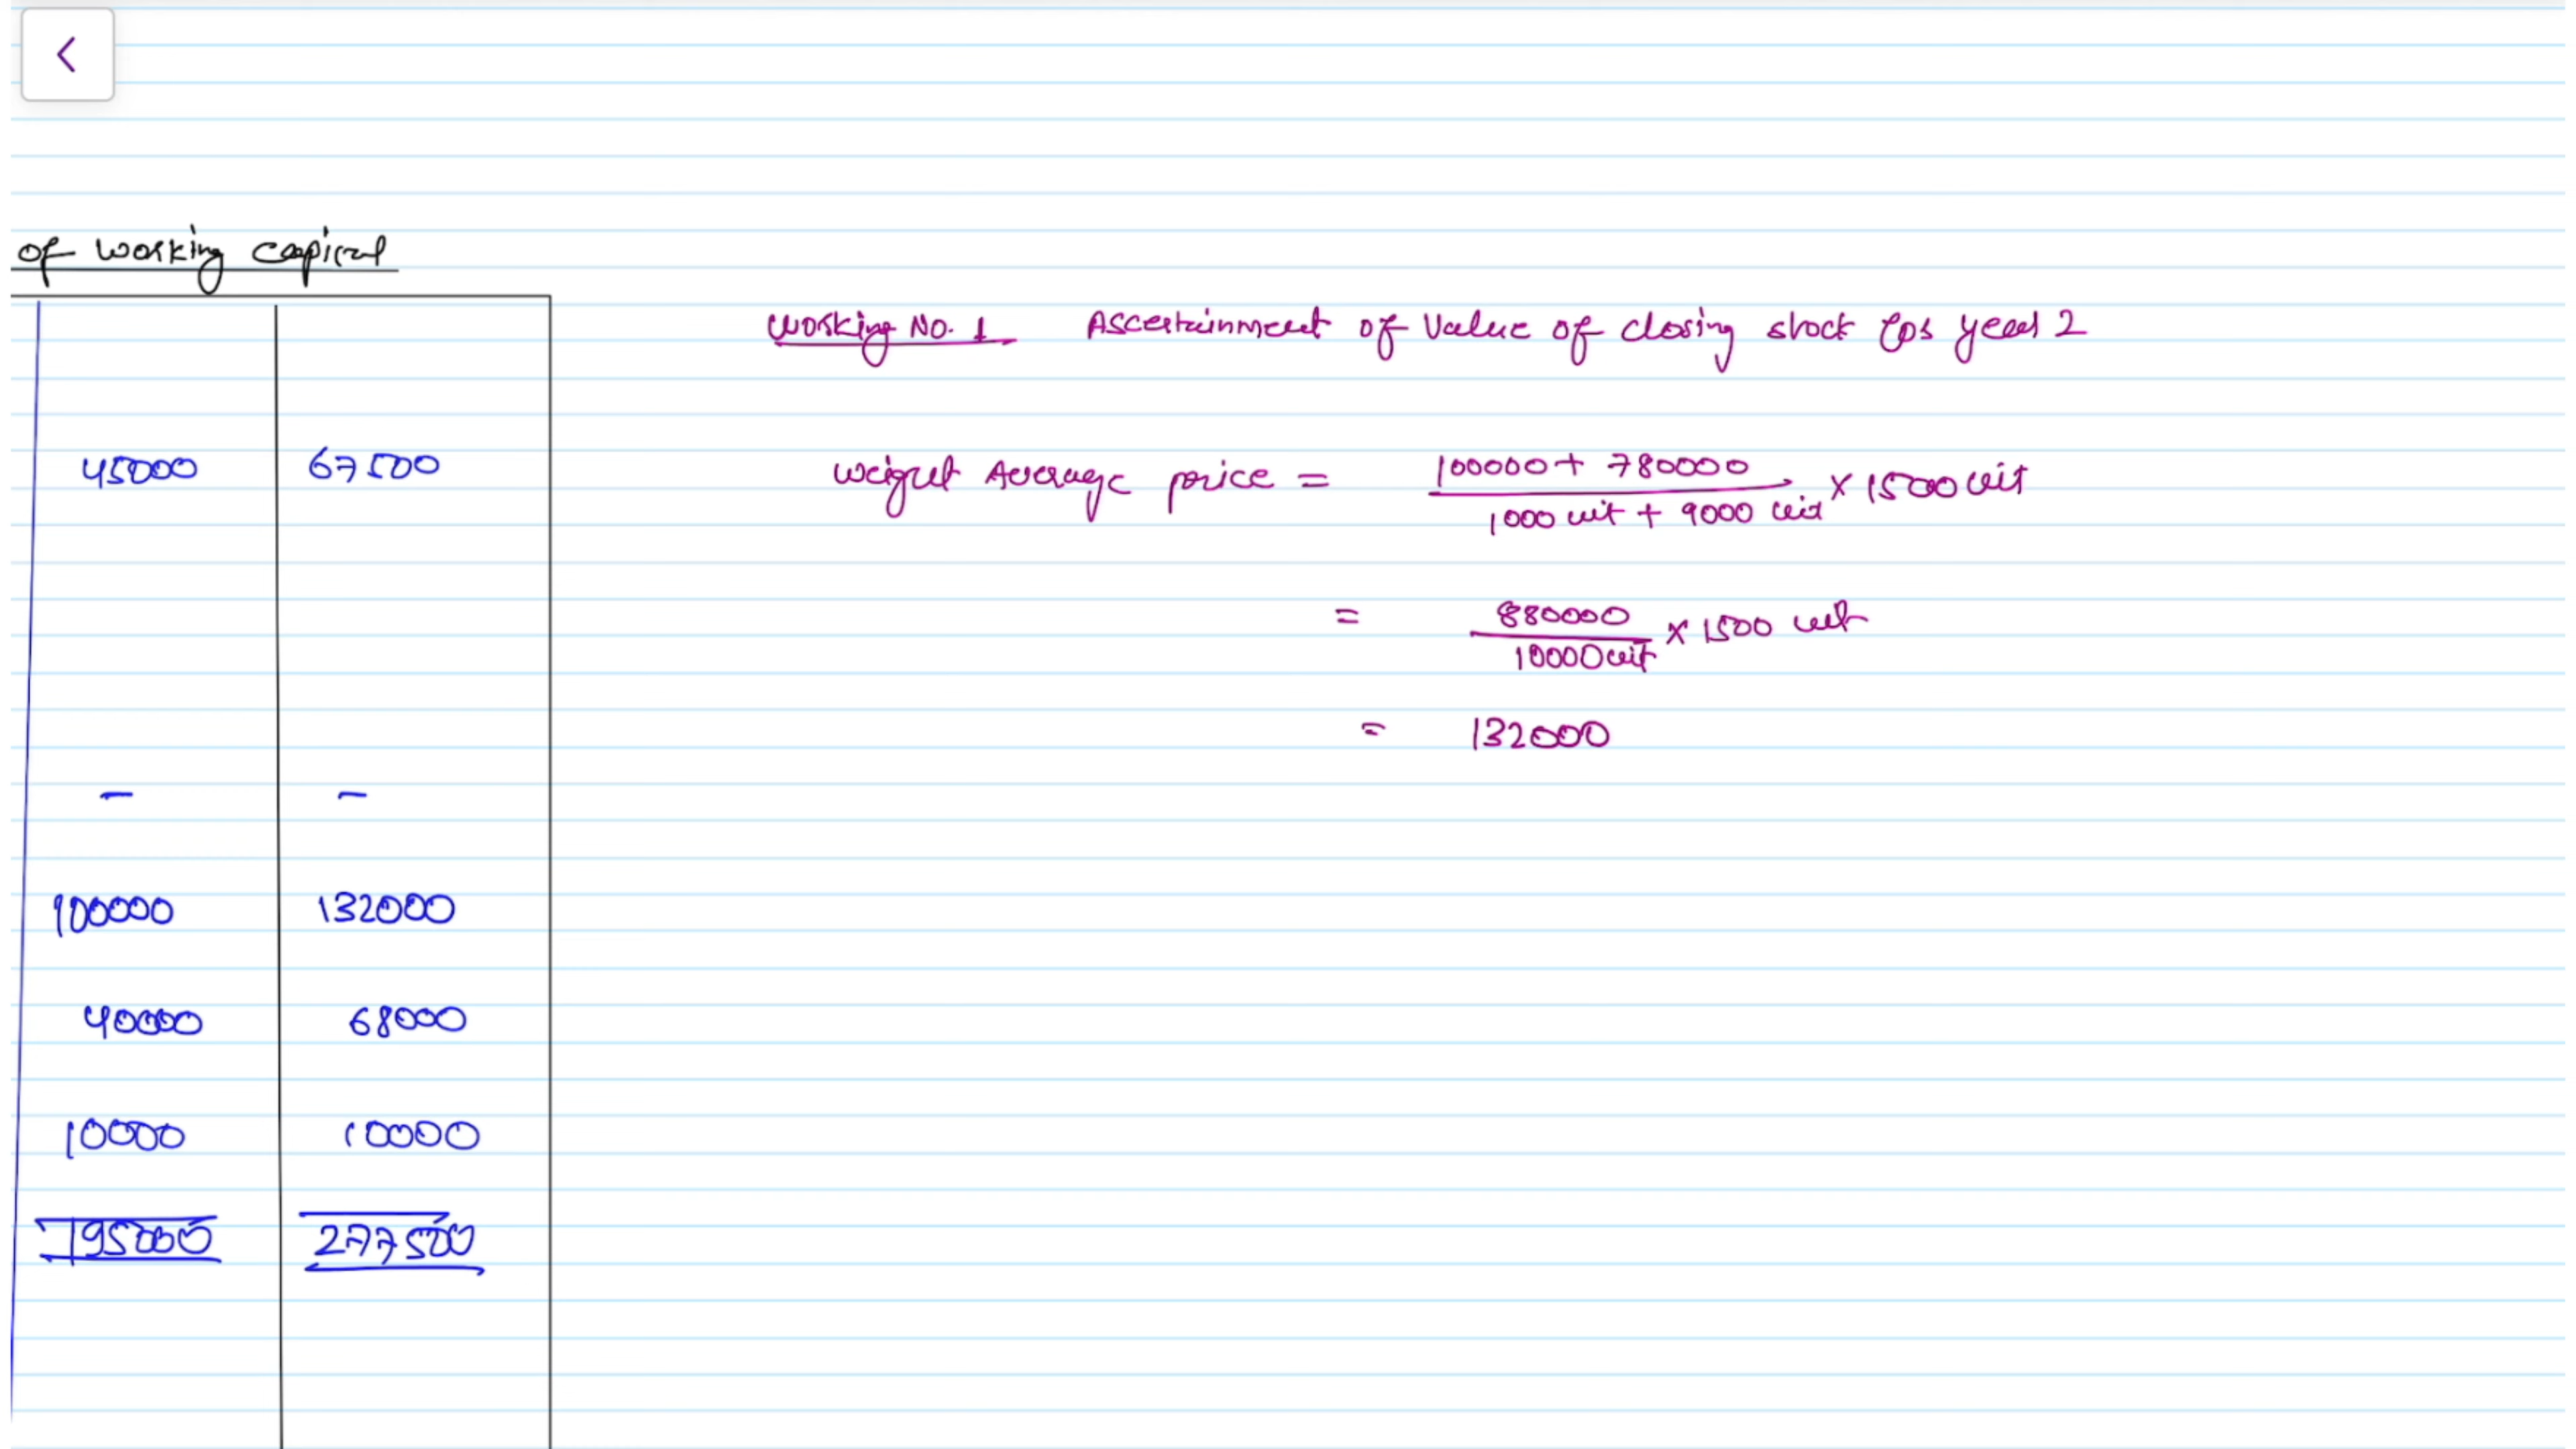 of working capital
45000 67500
- -
100000 132000
40000 68000
10000 10000
195000 277500
Working No. 1 Ascertainment of Value of closing stock for year 2
Weight Average price = 100000 + 780000 / 1000 unit + 9000 unit × 1500 unit
= 880000 / 10000 unit × 1500 unit
= 132000